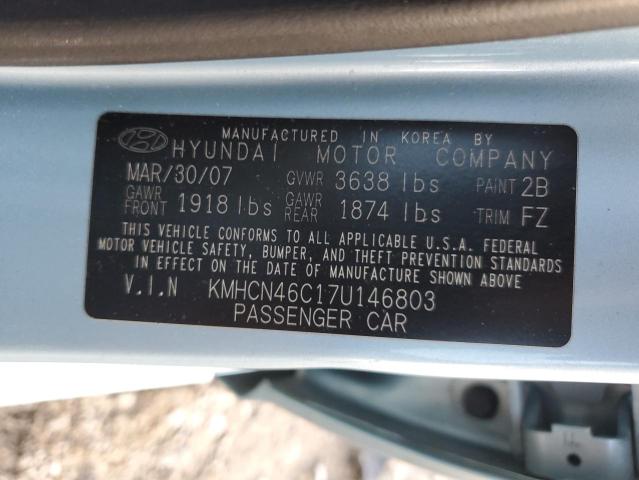 MANUFACTURED IN KOREA BY
HYUNDAI MOTOR COMPANY
MAR/30/07 GVWR 3638 lbs PAINT 2B
GAWR FRONT 1918 lbs GAWR REAR 1874 lbs TRIM FZ
THIS VEHICLE CONFORMS TO ALL APPLICABLE U.S.A. FEDERAL
MOTOR VEHICLE SAFETY, BUMPER, AND THEFT PREVENTION STANDARDS
IN EFFECT ON THE DATE OF MANUFACTURE SHOWN ABOVE
V.I.N KMHCN46C17U146803
PASSENGER CAR